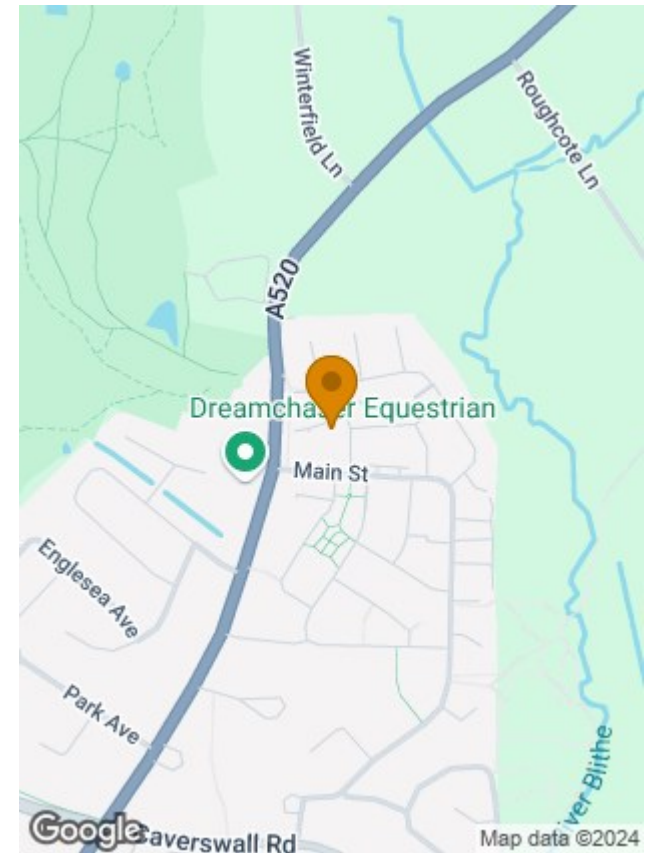 Winterfield Ln
Roughcote Ln
A520
Dreamchaser Equestrian
Main St
Englesea Ave
Park Ave
River Blithe
Caverswall Rd
Google
Map data ©2024